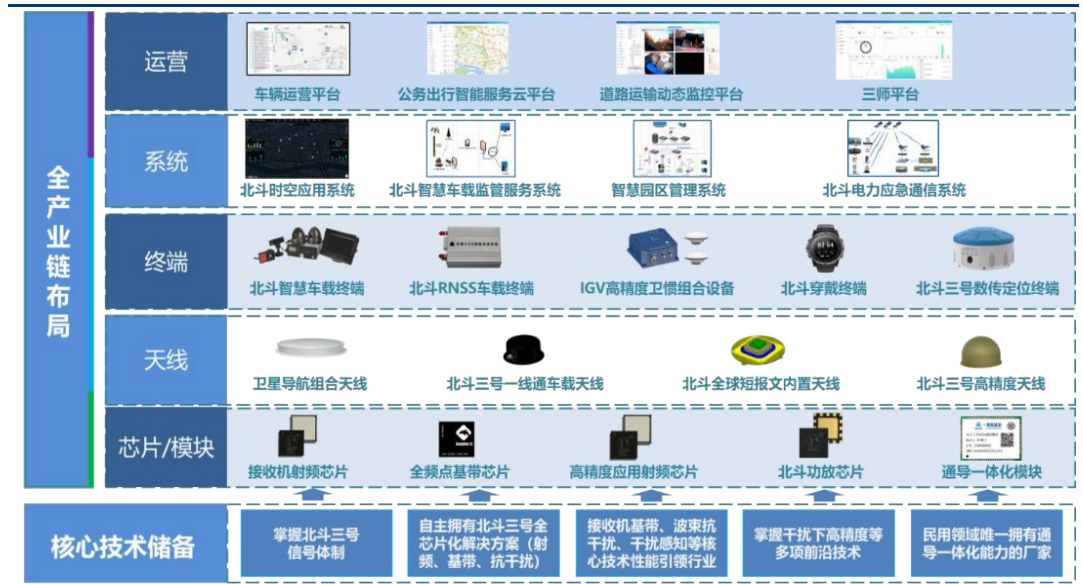 全产业链布局
运营
车辆运营平台
公务出行智能服务云平台
道路运输动态监控平台
三师平台
系统
北斗时空应用系统
北斗智慧车载监管服务系统
智慧园区管理系统
北斗电力应急通信系统
终端
北斗智慧车载终端
北斗RNSS车载终端
IGV高精度卫惯组合设备
北斗穿戴终端
北斗三号数传定位终端
天线
卫星导航组合天线
北斗三号一线通车载天线
北斗全球短报文内置天线
北斗三号高精度天线
芯片/模块
接收机射频芯片
全频点基带芯片
高精度应用射频芯片
北斗功放芯片
通导一体化模块
核心技术储备
掌握北斗三号
信号体制
自主拥有北斗三号全
芯片化解决方案（射
频、基带、抗干扰）
接收机基带、波束抗
干扰、干扰感知等核
心技术性能引领行业
掌握干扰下高精度等
多项前沿技术
民用领域唯一拥有通
导一体化能力的厂家